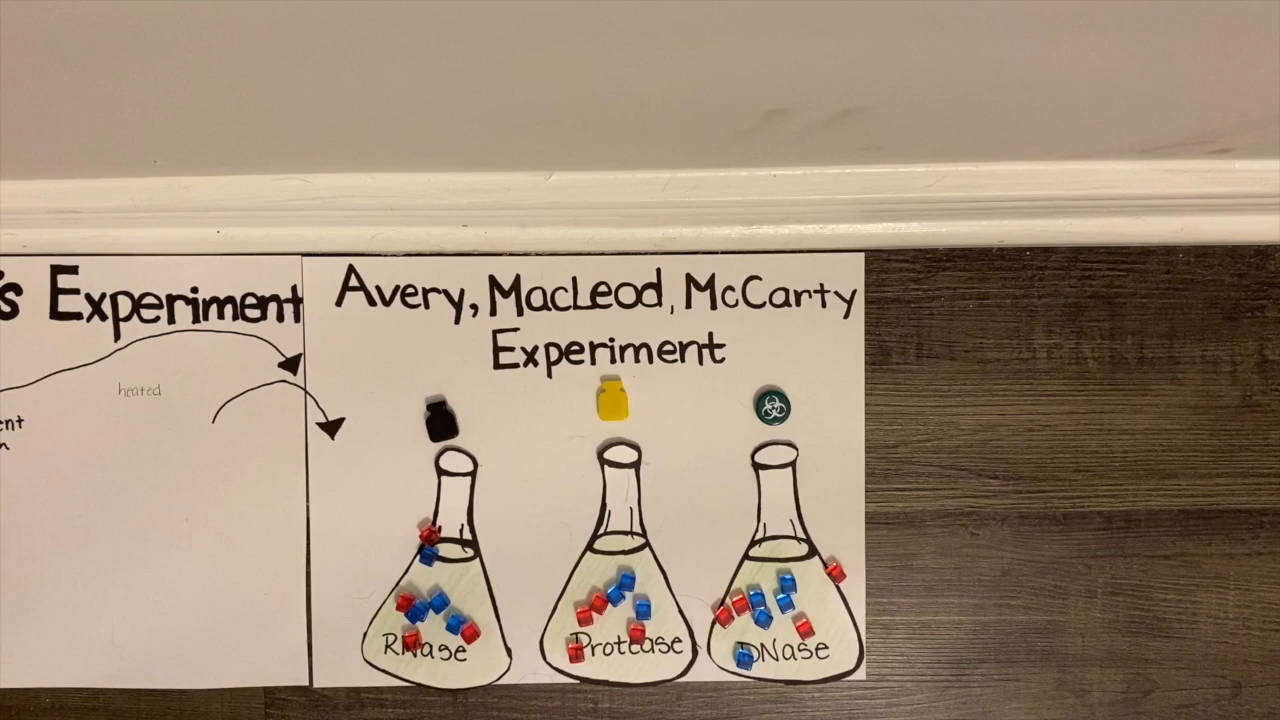 's Experiment
heated
ent
n
Avery, MacLeod, McCarty
Experiment
RNase
Protease
DNase